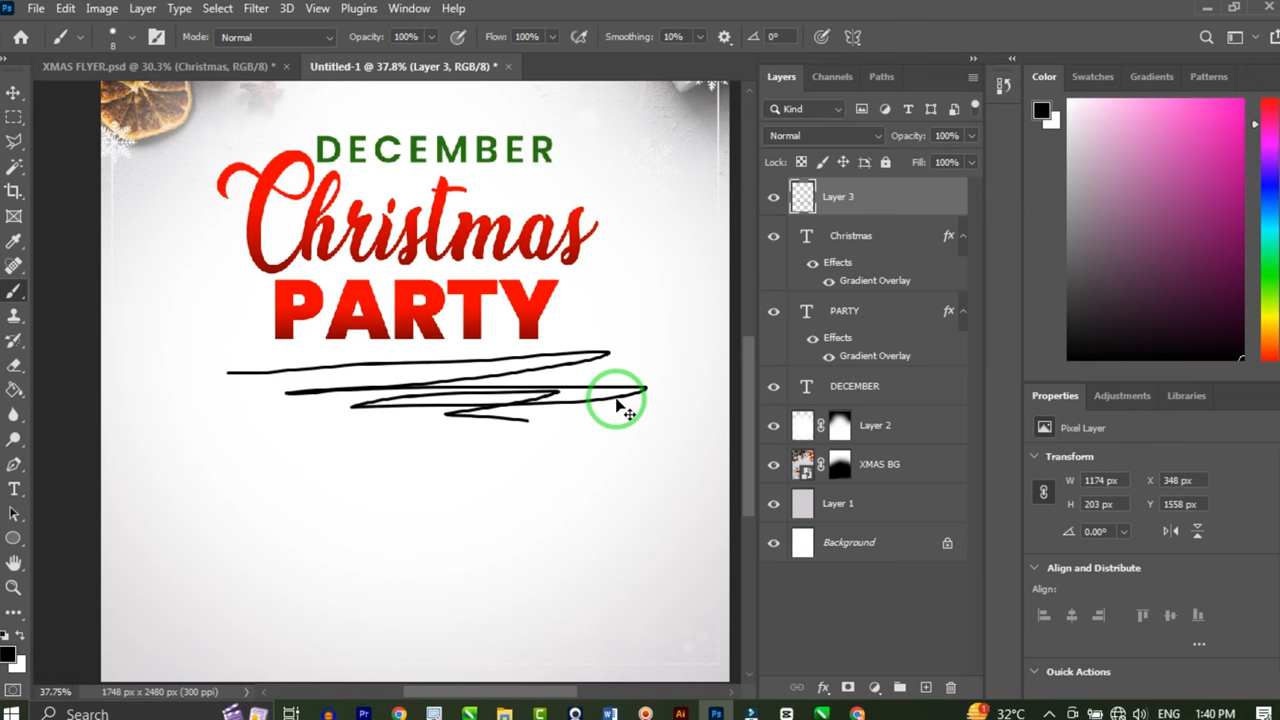 File Edit Image Layer Type Select Filter 3D View Plugins Window Help
8 Mode: Normal Opacity: 100% Flow: 100% Smoothing: 10% 0°
XMAS FLYER.psd @ 30.3% (Christmas, RGB/8) * × Untitled-1 @ 37.8% (Layer 3, RGB/8) * ×
DECEMBER
Christmas
PARTY
37.75% 1748 px x 2480 px (300 ppi)
Layers Channels Paths
Kind
Normal Opacity: 100%
Lock: Fill: 100%
Layer 3
Christmas fx
Effects
Gradient Overlay
PARTY fx
Effects
Gradient Overlay
DECEMBER
Layer 2
XMAS BG
Layer 1
Background
fx
Color Swatches Gradients Patterns
Properties Adjustments Libraries
Pixel Layer
Transform
W 1174 px X 348 px
H 203 px Y 1558 px
0.00°
Align and Distribute
Align:
Quick Actions
Search 32°C ENG 1:40 PM